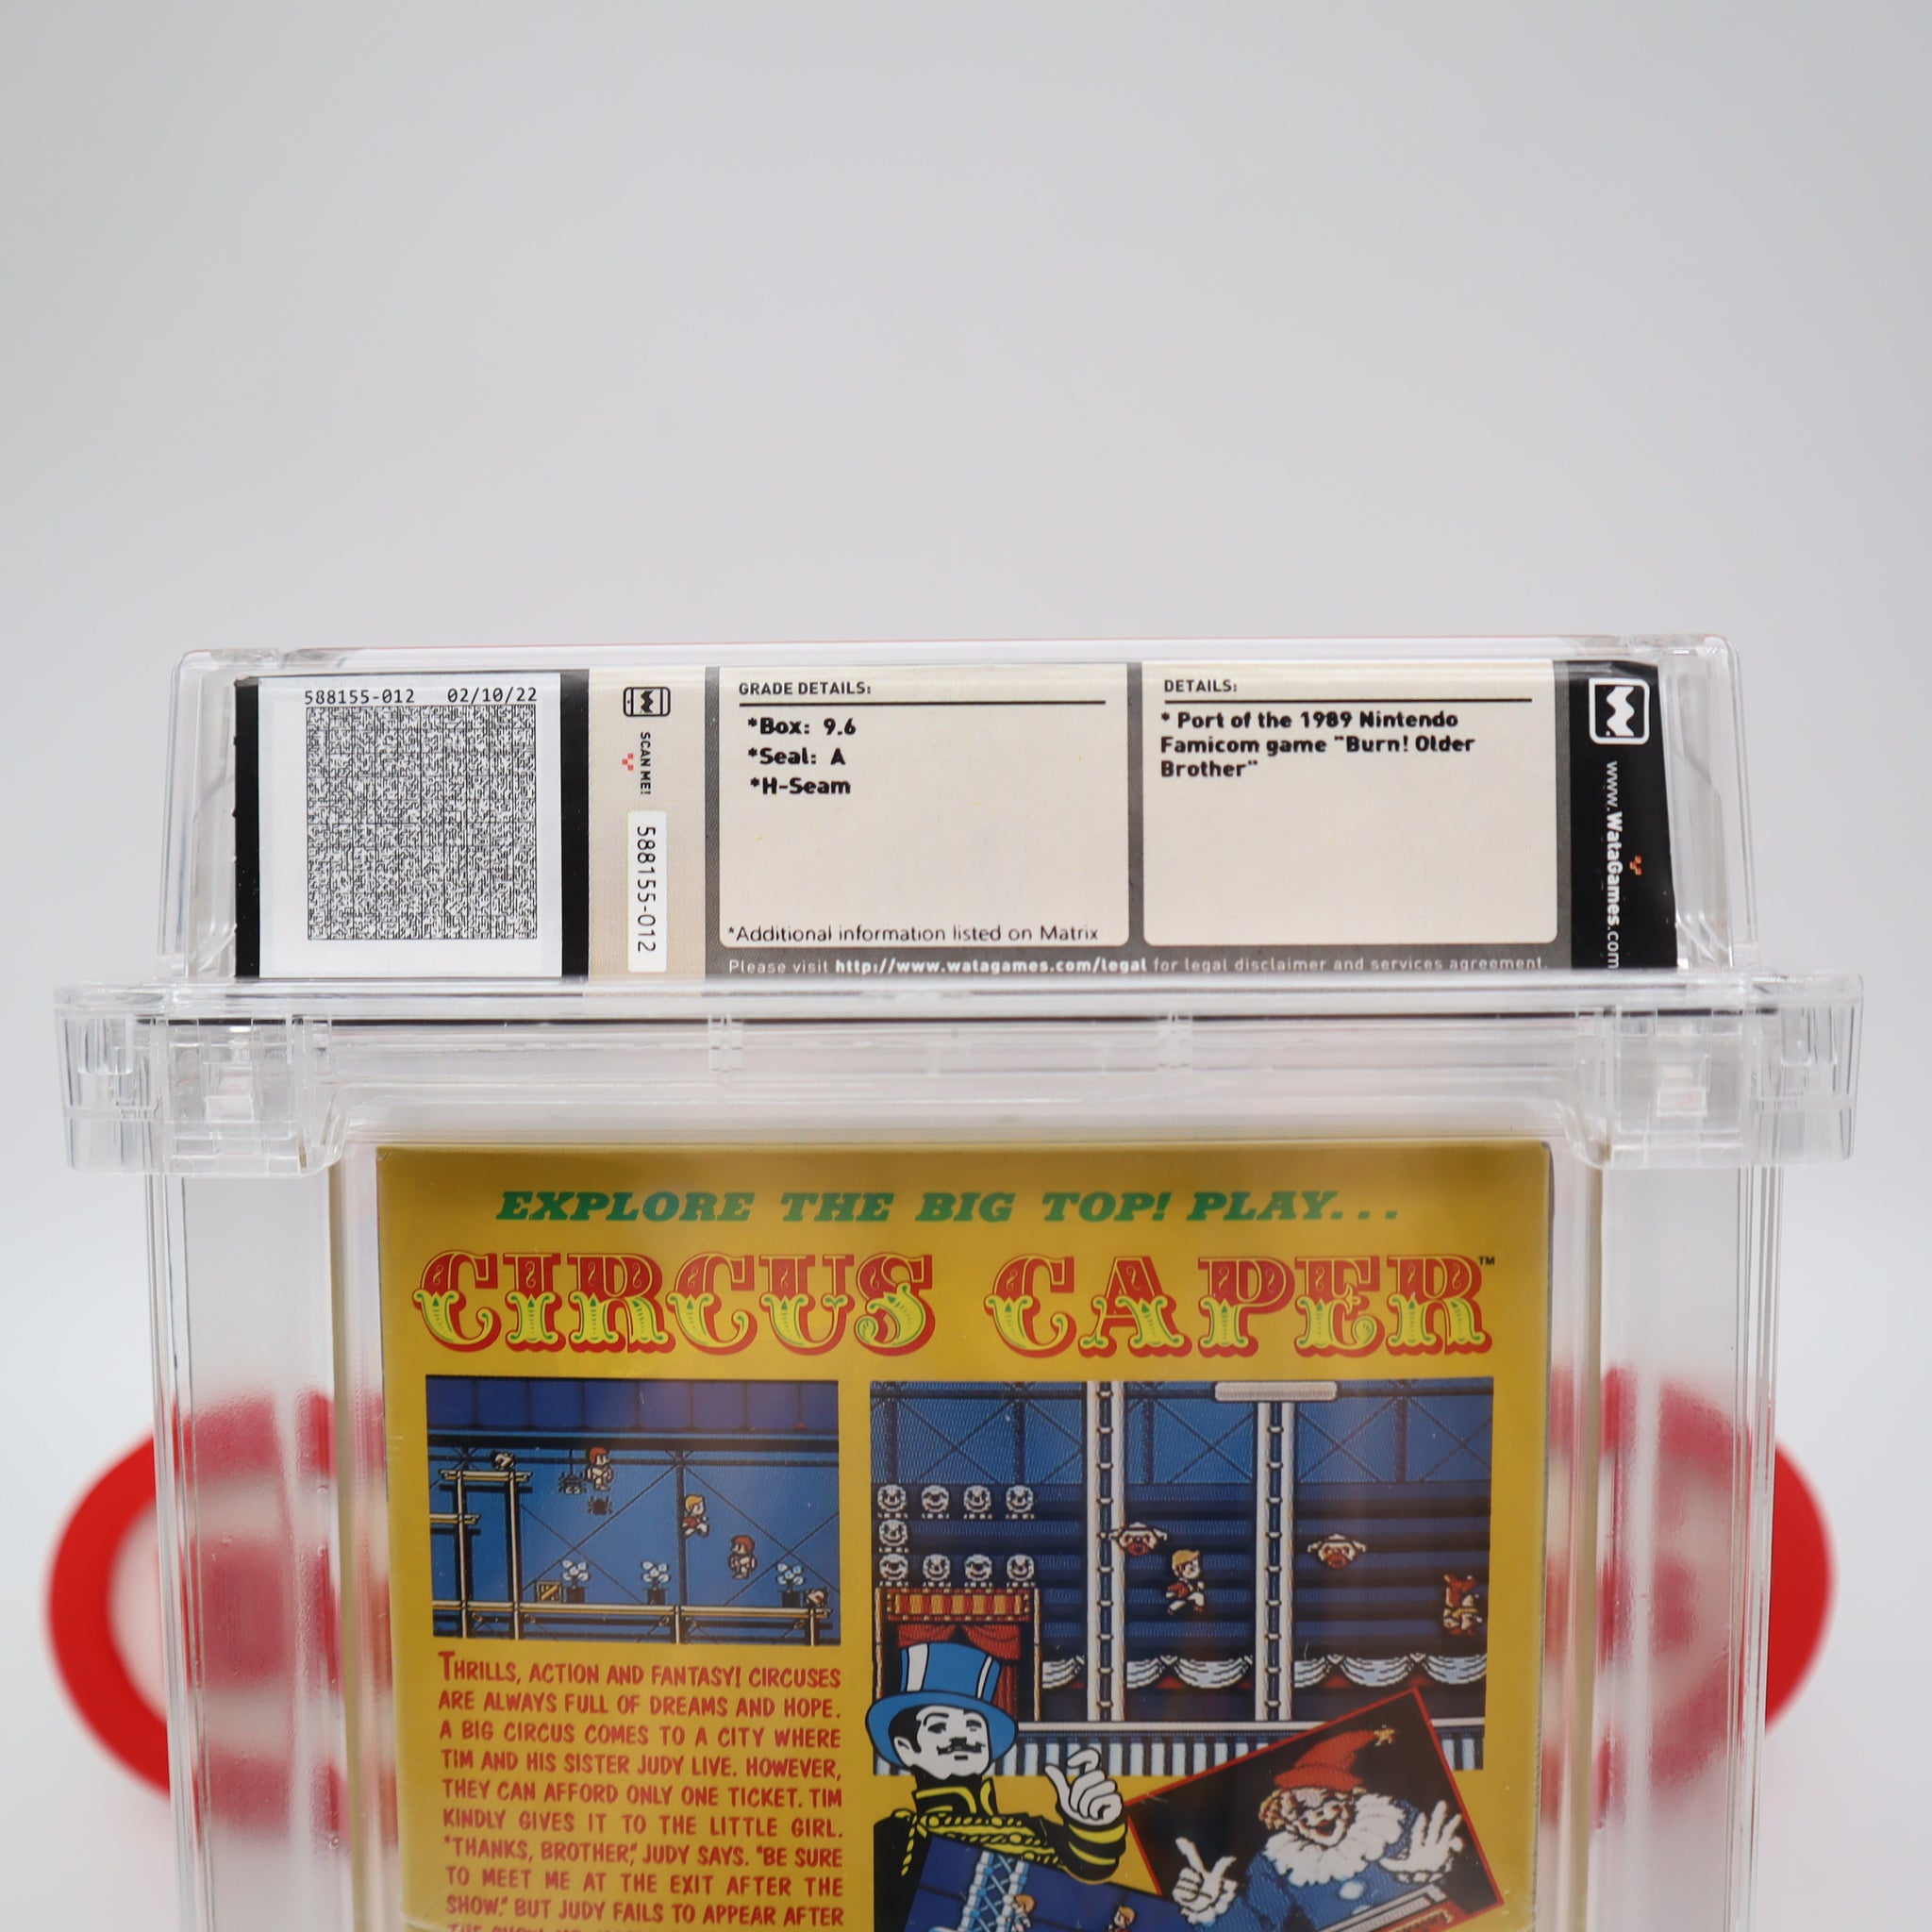 588155-012 02/10/22
SCAN ME!
588155-012
GRADE DETAILS:
*Box: 9.6
*Seal: A
*H-Seam
*Additional information listed on Matrix
DETAILS:
* Port of the 1989 Nintendo
Famicom game "Burn! Older
Brother"
Please visit http://www.watagames.com/legal for legal disclaimer and services agreement.
www.WataGames.com
EXPLORE THE BIG TOP! PLAY...
CIRCUS CAPER™
THRILLS, ACTION AND FANTASY! CIRCUSES
ARE ALWAYS FULL OF DREAMS AND HOPE.
A BIG CIRCUS COMES TO A CITY WHERE
TIM AND HIS SISTER JUDY LIVE. HOWEVER,
THEY CAN AFFORD ONLY ONE TICKET. TIM
KINDLY GIVES IT TO THE LITTLE GIRL.
"THANKS, BROTHER," JUDY SAYS. "BE SURE
TO MEET ME AT THE EXIT AFTER THE
SHOW." BUT JUDY FAILS TO APPEAR AFTER